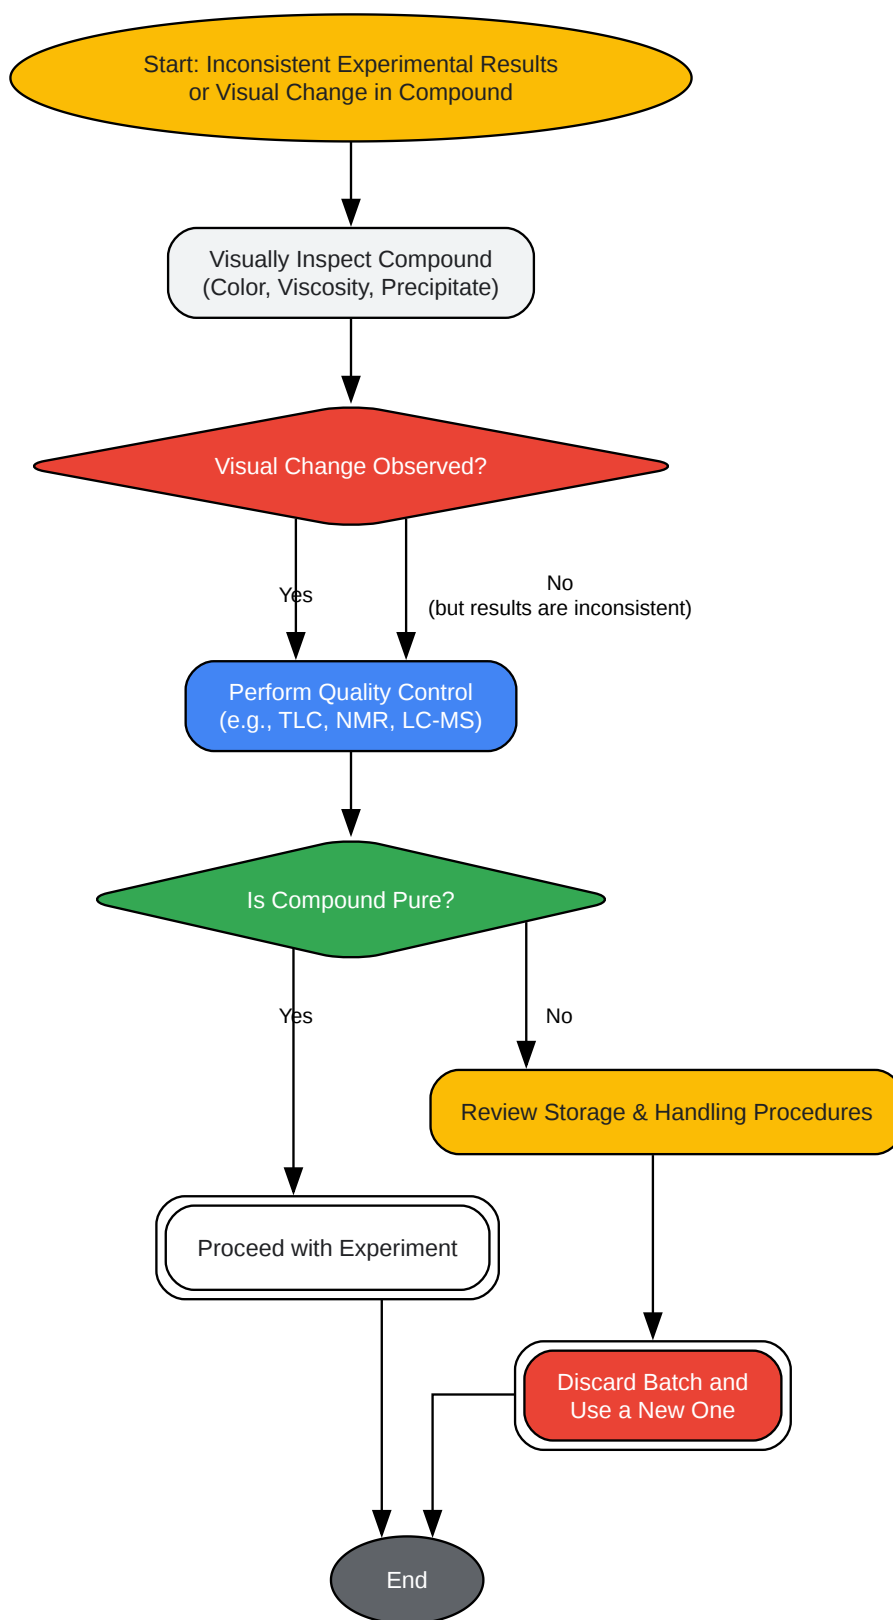 Start: Inconsistent Experimental Results
or Visual Change in Compound
Visually Inspect Compound
(Color, Viscosity, Precipitate)
Visual Change Observed?
Yes
No
(but results are inconsistent)
Perform Quality Control
(e.g., TLC, NMR, LC-MS)
Is Compound Pure?
Yes
No
Review Storage & Handling Procedures
Proceed with Experiment
Discard Batch and
Use a New One
End